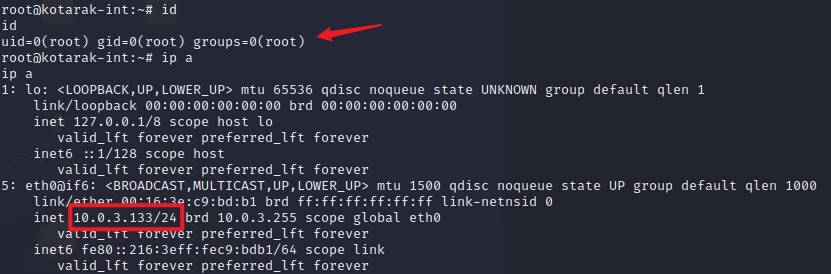 root@kotarak-int:~# id
id
uid=0(root) gid=0(root) groups=0(root)
root@kotarak-int:~# ip a
ip a
1: lo: <LOOPBACK,UP,LOWER_UP> mtu 65536 qdisc noqueue state UNKNOWN group default qlen 1
    link/loopback 00:00:00:00:00:00 brd 00:00:00:00:00:00
    inet 127.0.0.1/8 scope host lo
       valid_lft forever preferred_lft forever
    inet6 ::1/128 scope host
       valid_lft forever preferred_lft forever
5: eth0@if6: <BROADCAST,MULTICAST,UP,LOWER_UP> mtu 1500 qdisc noqueue state UP group default qlen 1000
    link/ether 00:16:3e:c9:bd:b1 brd ff:ff:ff:ff:ff:ff link-netnsid 0
    inet 10.0.3.133/24 brd 10.0.3.255 scope global eth0
       valid_lft forever preferred_lft forever
    inet6 fe80::216:3eff:fec9:bdb1/64 scope link
       valid_lft forever preferred_lft forever